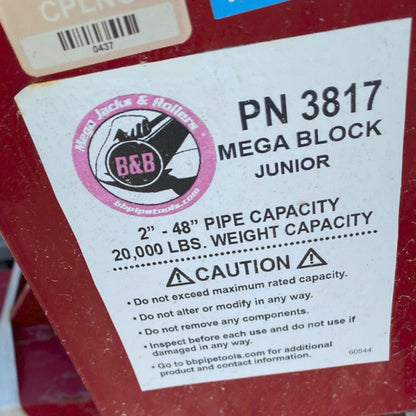 CPLNC
0437
Mega Jacks & Rollers
B&B
bbpipetools.com
PN 3817
MEGA BLOCK
JUNIOR
2” - 48” PIPE CAPACITY
20,000 LBS. WEIGHT CAPACITY
⚠CAUTION⚠
• Do not exceed maximum rated capacity.
• Do not alter or modify in any way.
• Do not remove any components.
• Inspect before each use and do not use if
damaged in any way.
• Go to bbpipetools.com for additional
product and contact information.
60544